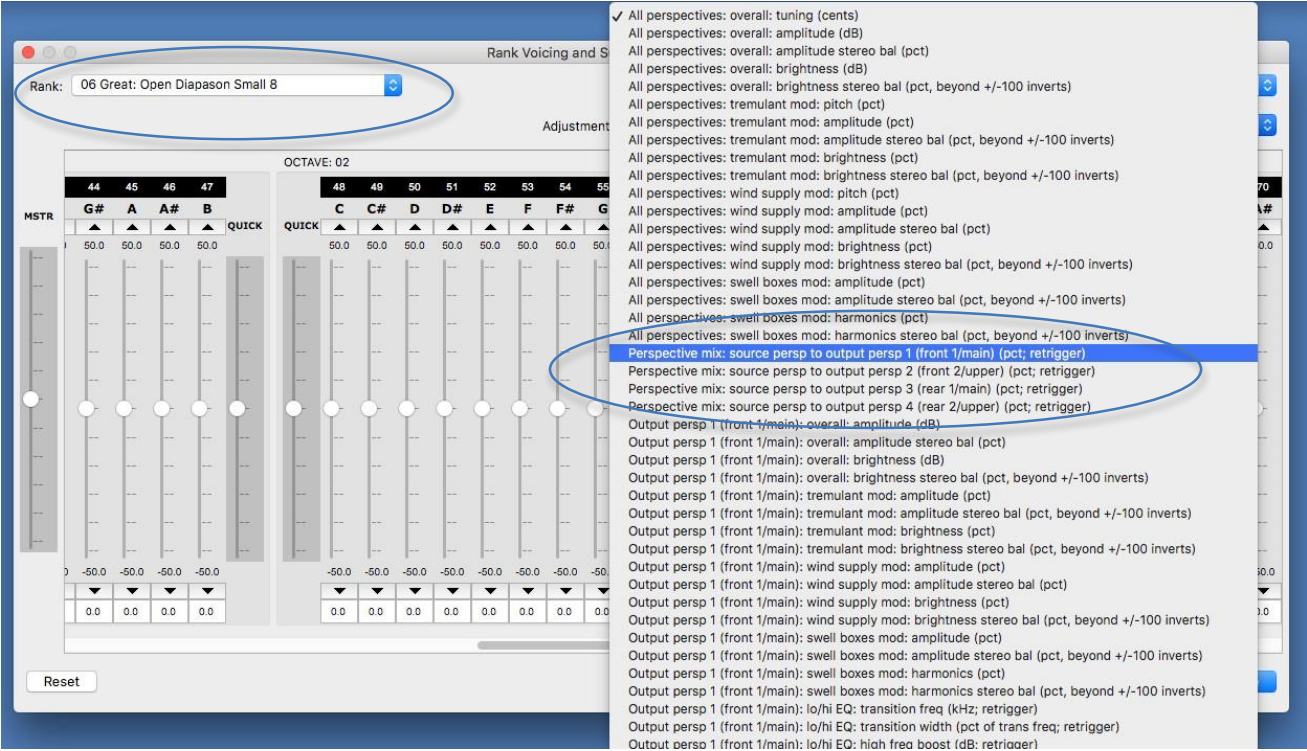 Rank Voicing and S
Rank: 06 Great: Open Diapason Small 8
Adjustment
OCTAVE: 02
MSTR
44 45 46 47 48 49 50 51 52 53 54 55 70
G# A A# B QUICK QUICK C C# D D# E F F# G A#
50.0 50.0 50.0 50.0 50.0 50.0 50.0 50.0 50.0 50.0 50.0
-50.0 -50.0 -50.0 -50.0 -50.0 -50.0 -50.0 -50.0 -50.0 -50.0 -50.0 -50.
0.0 0.0 0.0 0.0 0.0 0.0 0.0 0.0 0.0 0.0 0.0 0.0
Reset
✓ All perspectives: overall: tuning (cents)
All perspectives: overall: amplitude (dB)
All perspectives: overall: amplitude stereo bal (pct)
All perspectives: overall: brightness (dB)
All perspectives: overall: brightness stereo bal (pct, beyond +/-100 inverts)
All perspectives: tremulant mod: pitch (pct)
All perspectives: tremulant mod: amplitude (pct)
All perspectives: tremulant mod: amplitude stereo bal (pct, beyond +/-100 inverts)
All perspectives: tremulant mod: brightness (pct)
All perspectives: tremulant mod: brightness stereo bal (pct, beyond +/-100 inverts)
All perspectives: wind supply mod: pitch (pct)
All perspectives: wind supply mod: amplitude (pct)
All perspectives: wind supply mod: amplitude stereo bal (pct)
All perspectives: wind supply mod: brightness (pct)
All perspectives: wind supply mod: brightness stereo bal (pct, beyond +/-100 inverts)
All perspectives: swell boxes mod: amplitude (pct)
All perspectives: swell boxes mod: amplitude stereo bal (pct, beyond +/-100 inverts)
All perspectives: swell boxes mod: harmonics (pct)
All perspectives: swell boxes mod: harmonics stereo bal (pct, beyond +/-100 inverts)
Perspective mix: source persp to output persp 1 (front 1/main) (pct; retrigger)
Perspective mix: source persp to output persp 2 (front 2/upper) (pct; retrigger)
Perspective mix: source persp to output persp 3 (rear 1/main) (pct; retrigger)
Perspective mix: source persp to output persp 4 (rear 2/upper) (pct; retrigger)
Output persp 1 (front 1/main): overall: amplitude (dB)
Output persp 1 (front 1/main): overall: amplitude stereo bal (pct)
Output persp 1 (front 1/main): overall: brightness (dB)
Output persp 1 (front 1/main): overall: brightness stereo bal (pct, beyond +/-100 inverts)
Output persp 1 (front 1/main): tremulant mod: amplitude (pct)
Output persp 1 (front 1/main): tremulant mod: amplitude stereo bal (pct, beyond +/-100 inverts)
Output persp 1 (front 1/main): tremulant mod: brightness (pct)
Output persp 1 (front 1/main): tremulant mod: brightness stereo bal (pct, beyond +/-100 inverts)
Output persp 1 (front 1/main): wind supply mod: amplitude (pct)
Output persp 1 (front 1/main): wind supply mod: amplitude stereo bal (pct)
Output persp 1 (front 1/main): wind supply mod: brightness (pct)
Output persp 1 (front 1/main): wind supply mod: brightness stereo bal (pct, beyond +/-100 inverts)
Output persp 1 (front 1/main): swell boxes mod: amplitude (pct)
Output persp 1 (front 1/main): swell boxes mod: amplitude stereo bal (pct, beyond +/-100 inverts)
Output persp 1 (front 1/main): swell boxes mod: harmonics (pct)
Output persp 1 (front 1/main): swell boxes mod: harmonics stereo bal (pct, beyond +/-100 inverts)
Output persp 1 (front 1/main): lo/hi EQ: transition freq (kHz; retrigger)
Output persp 1 (front 1/main): lo/hi EQ: transition width (pct of trans freq; retrigger)
Output persp 1 (front 1/main): lo/hi EQ: high freq boost (dB; retrigger)